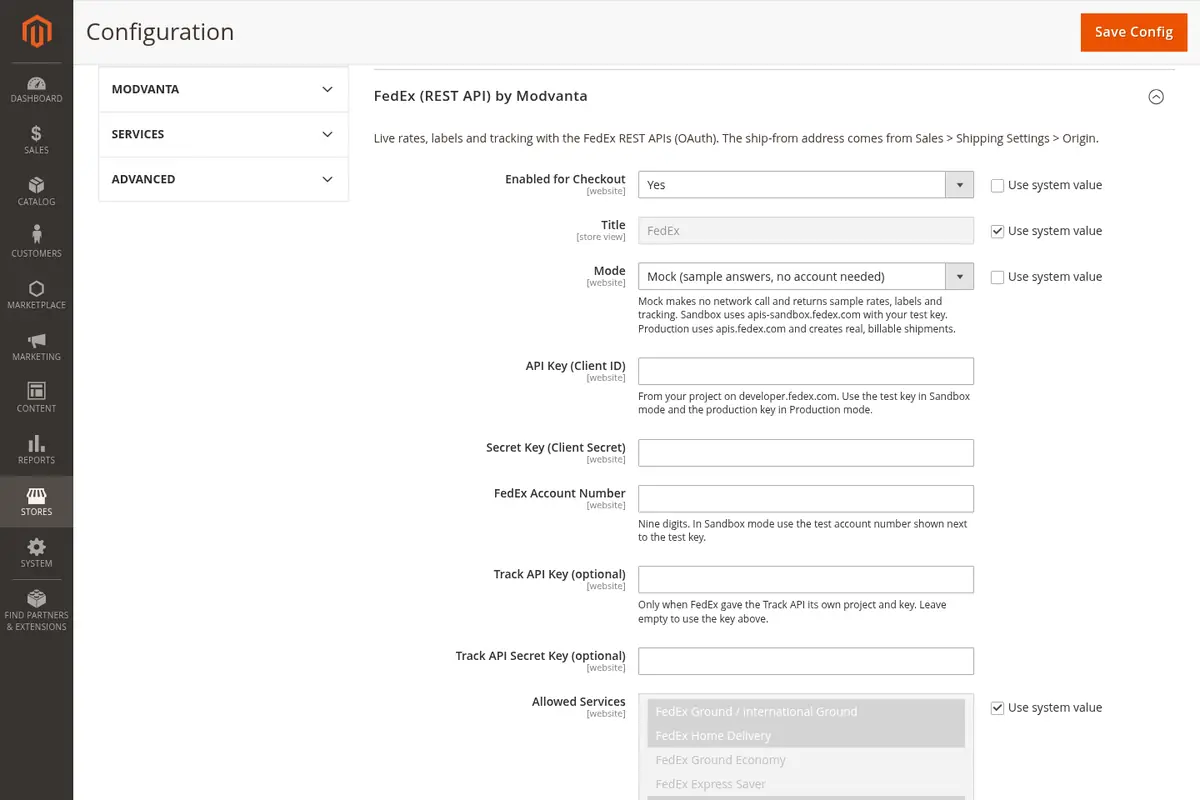 Configuration
Save Config
DASHBOARD
SALES
CATALOG
CUSTOMERS
MARKETPLACE
MARKETING
CONTENT
REPORTS
STORES
SYSTEM
FIND PARTNERS
& EXTENSIONS
MODVANTA
SERVICES
ADVANCED
FedEx (REST API) by Modvanta
Live rates, labels and tracking with the FedEx REST APIs (OAuth). The ship-from address comes from Sales > Shipping Settings > Origin.
Enabled for Checkout
[website]
Yes
Use system value
Title
[store view]
FedEx
Use system value
Mode
[website]
Mock (sample answers, no account needed)
Use system value
Mock makes no network call and returns sample rates, labels and
tracking. Sandbox uses apis-sandbox.fedex.com with your test key.
Production uses apis.fedex.com and creates real, billable shipments.
API Key (Client ID)
[website]
From your project on developer.fedex.com. Use the test key in Sandbox
mode and the production key in Production mode.
Secret Key (Client Secret)
[website]
FedEx Account Number
[website]
Nine digits. In Sandbox mode use the test account number shown next
to the test key.
Track API Key (optional)
[website]
Only when FedEx gave the Track API its own project and key. Leave
empty to use the key above.
Track API Secret Key (optional)
[website]
Allowed Services
[website]
FedEx Ground / International Ground
FedEx Home Delivery
FedEx Ground Economy
FedEx Express Saver
Use system value